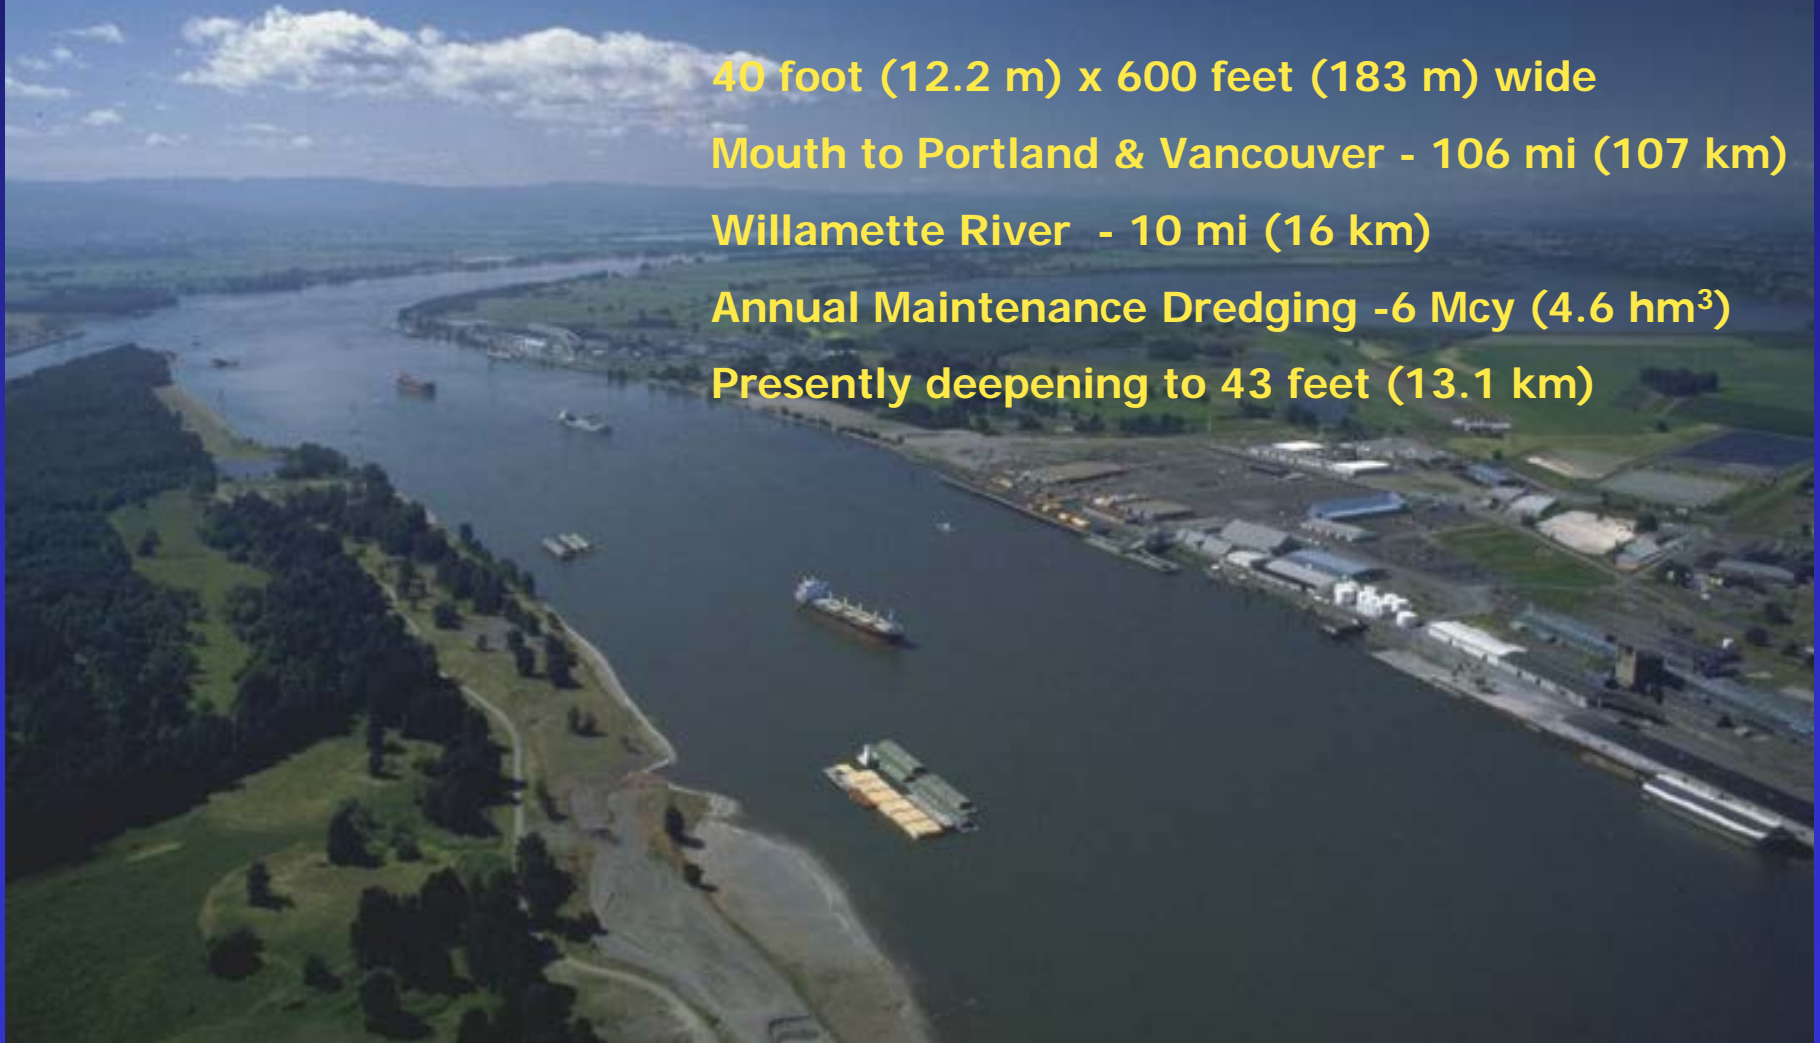 40 foot (12.2 m) x 600 feet (183 m) wide
Mouth to Portland & Vancouver - 106 mi (107 km)
Willamette River - 10 mi (16 km)
Annual Maintenance Dredging -6 Mcy (4.6 hm³)
Presently deepening to 43 feet (13.1 km)